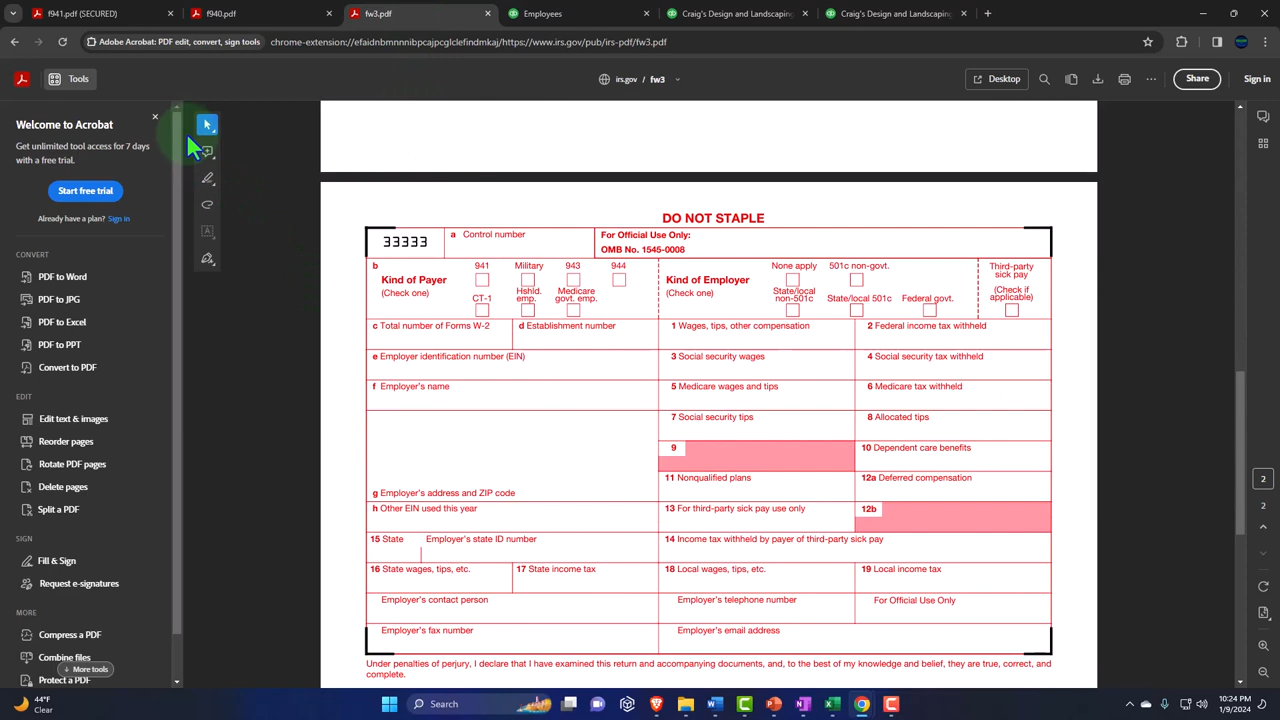 f941.pdf (SECURED)
f940.pdf
fw3.pdf
Employees
Craig's Design and Landscaping
Craig's Design and Landscaping
Adobe Acrobat: PDF edit, convert, sign tools
chrome-extension://efaidnbmnnnibpcajpcglclefindmkaj/https://www.irs.gov/pub/irs-pdf/fw3.pdf
Tools
irs.gov / fw3
Desktop
Share
Sign in
Welcome to Acrobat:
Get unlimited tool access for 7 days
with a free trial.
Start free trial
Already have a plan? Sign in
CONVERT
PDF to Word
PDF to JPG
PDF to Excel
PDF to PPT
Convert to PDF
EDIT
Edit text & images
Reorder pages
Rotate PDF pages
Delete pages
Split a PDF
SIGN
Fill & Sign
Request e-signatures
MORE
Compress a PDF
Combine files
More tools
Protect a PDF
DO NOT STAPLE
33333
a Control number
For Official Use Only:
OMB No. 1545-0008
b
Kind of Payer
(Check one)
941
Military
943
944
CT-1
Hshld.
emp.
Medicare
govt. emp.
Kind of Employer
(Check one)
None apply
501c non-govt.
State/local
non-501c
State/local 501c
Federal govt.
Third-party
sick pay
(Check if
applicable)
c Total number of Forms W-2
d Establishment number
1 Wages, tips, other compensation
2 Federal income tax withheld
e Employer identification number (EIN)
3 Social security wages
4 Social security tax withheld
f Employer's name
5 Medicare wages and tips
6 Medicare tax withheld
7 Social security tips
8 Allocated tips
9
10 Dependent care benefits
11 Nonqualified plans
12a Deferred compensation
g Employer's address and ZIP code
h Other EIN used this year
13 For third-party sick pay use only
12b
15 State
Employer's state ID number
14 Income tax withheld by payer of third-party sick pay
16 State wages, tips, etc.
17 State income tax
18 Local wages, tips, etc.
19 Local income tax
Employer's contact person
Employer's telephone number
For Official Use Only
Employer's fax number
Employer's email address
Under penalties of perjury, I declare that I have examined this return and accompanying documents, and, to the best of my knowledge and belief, they are true, correct, and
complete.
2
2
44°F
Clear
Search
10:24 PM
1/9/2024